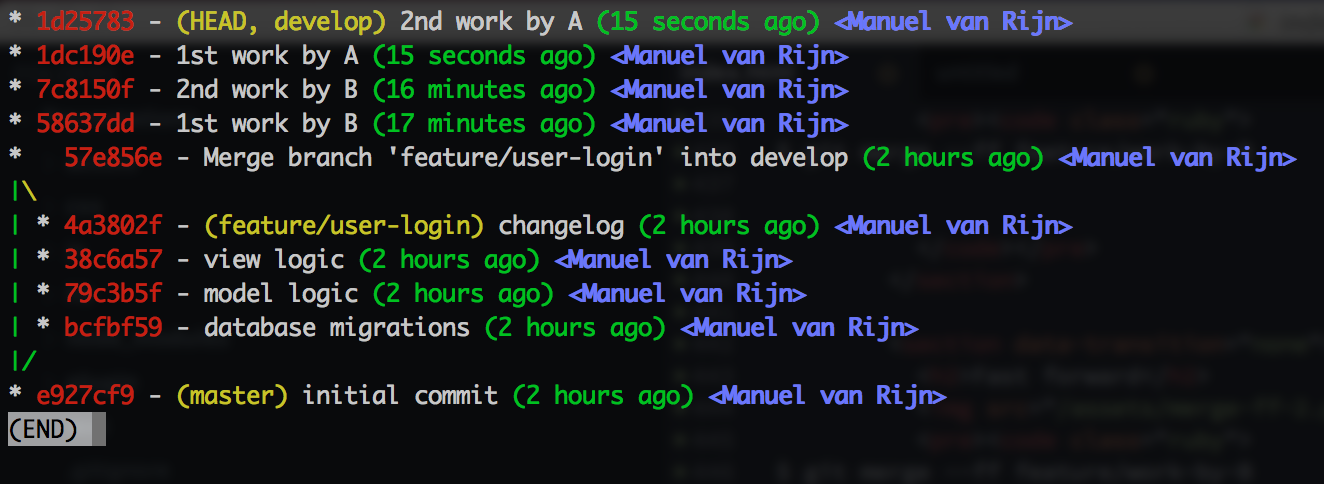 * 1d25783 - (HEAD, develop) 2nd work by A (15 seconds ago) <Manuel van Rijn>
* 1dc190e - 1st work by A (15 seconds ago) <Manuel van Rijn>
* 7c8150f - 2nd work by B (16 minutes ago) <Manuel van Rijn>
* 58637dd - 1st work by B (17 minutes ago) <Manuel van Rijn>
*   57e856e - Merge branch 'feature/user-login' into develop (2 hours ago) <Manuel van Rijn>
|\
| * 4a3802f - (feature/user-login) changelog (2 hours ago) <Manuel van Rijn>
| * 38c6a57 - view logic (2 hours ago) <Manuel van Rijn>
| * 79c3b5f - model logic (2 hours ago) <Manuel van Rijn>
| * bcfbf59 - database migrations (2 hours ago) <Manuel van Rijn>
|/
* e927cf9 - (master) initial commit (2 hours ago) <Manuel van Rijn>
(END)